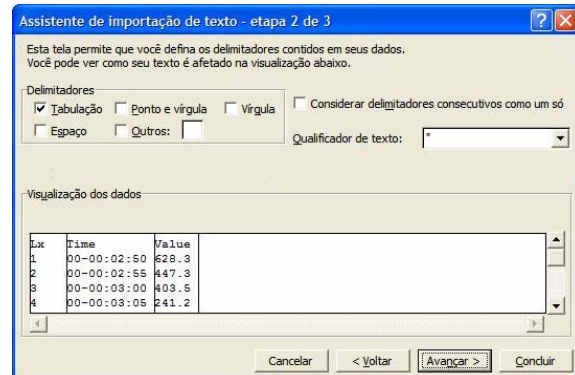 Assistente de importação de texto - etapa 2 de 3
Esta tela permite que você defina os delimitadores contidos em seus dados.
Você pode ver como seu texto é afetado na visualização abaixo.
Delimitadores
Tabulação Ponto e vírgula Vírgula
Espaço Outros:
Considerar delimitadores consecutivos como um só
Qualificador de texto: "
Visualização dos dados
Lx Time Value
1 00-00:02:50 628.3
2 00-00:02:55 447.3
3 00-00:03:00 403.5
4 00-00:03:05 241.2
Cancelar < Voltar Avançar > Concluir